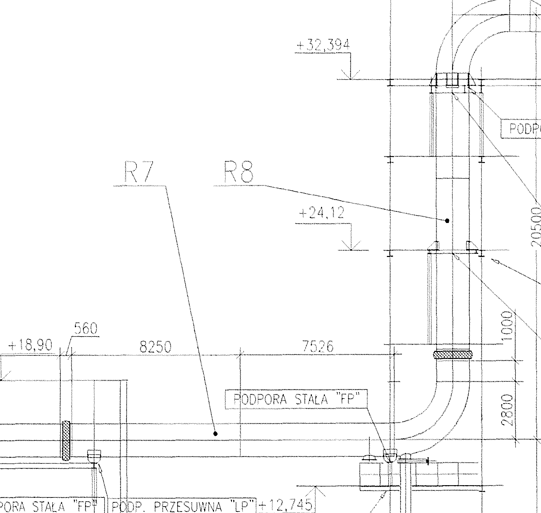 +32,394
PODP
R7
R8
+24,12
20500
560
+18,90
8250
7526
1000
PODPORA STAŁA "FP"
2800
PORA STAŁA "FP"
PODP. PRZESUWNA "LP"
+12,745